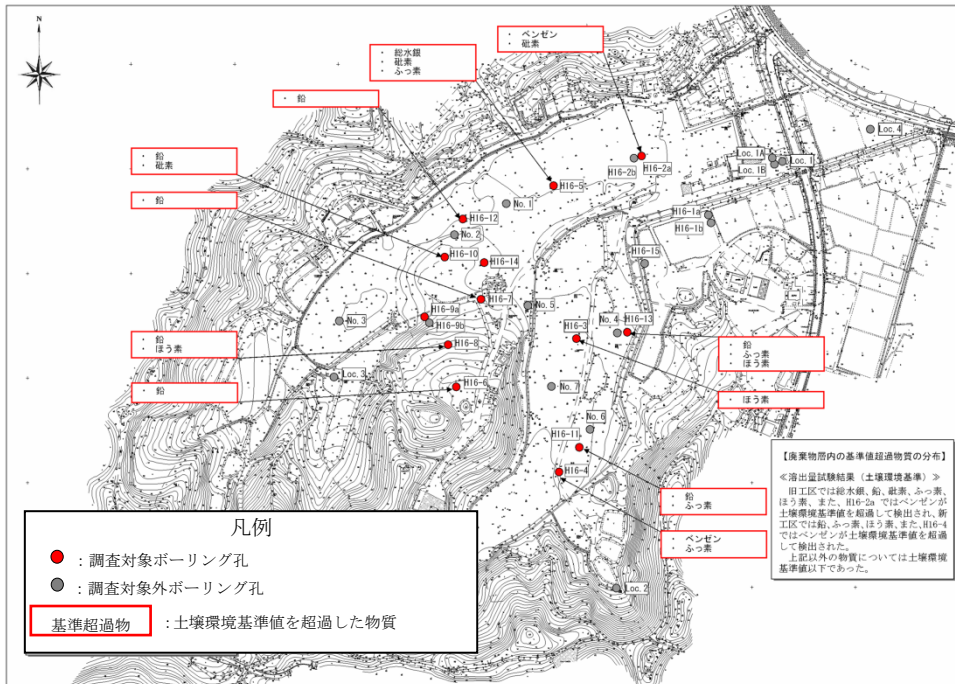 N
・ ベンゼン
・ 砒素
・ 総水銀
・ 砒素
・ ふっ素
・ 鉛
・ 鉛
砒素
・ 鉛
・ 鉛
ほう素
・ 鉛
・ 鉛
ふっ素
ほう素
・ ほう素
・ 鉛
・ ふっ素
・ ベンゼン
・ ふっ素
Loc.4
Loc.1A
Loc.1
Loc.1B
H16-2b
H16-2a
H16-5
No.1
H16-1a
H16-1b
H16-12
No.2
H16-10
H16-14
H16-15
H16-7
No.5
H16-9a
H16-9b
No.3
No.4
H16-13
H16-3
H16-8
Loc.3
H16-6
No.7
No.6
H16-11
H16-4
Loc.2
【廃棄物層内の基準値超過物質の分布】
≪溶出量試験結果（土壌環境基準）≫
旧工区では総水銀、鉛、砒素、ふっ素、
ほう素、また、H16-2a ではベンゼンが
土壌環境基準値を超過して検出され、新
工区では鉛、ふっ素、ほう素、また、H16-4
ではベンゼンが土壌環境基準値を超過
して検出された。
上記以外の物質については土壌環境
基準値以下であった。
凡例
：調査対象ボーリング孔
：調査対象外ボーリング孔
基準超過物 ：土壌環境基準値を超過した物質